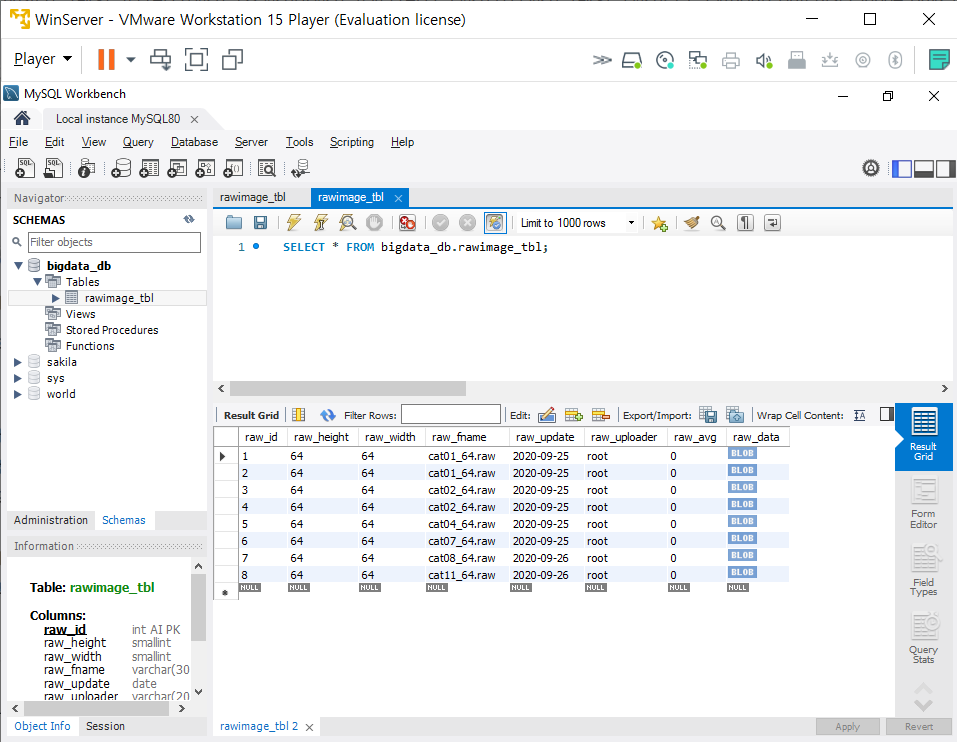 WinServer - VMware Workstation 15 Player (Evaluation license)
Player
MySQL Workbench
Local instance MySQL80
File Edit View Query Database Server Tools Scripting Help
Navigator
SCHEMAS
Filter objects
bigdata_db
Tables
rawimage_tbl
Views
Stored Procedures
Functions
sakila
sys
world
Administration Schemas
Information
Table: rawimage_tbl
Columns:
raw_id int AI PK
raw_height smallint
raw_width smallint
raw_fname varchar(30
raw_update date
raw_uploader varchar(20
Object Info Session
rawimage_tbl rawimage_tbl
Limit to 1000 rows
1 SELECT * FROM bigdata_db.rawimage_tbl;
Result Grid Filter Rows: Edit: Export/Import: Wrap Cell Content: IA
raw_id raw_height raw_width raw_fname raw_update raw_uploader raw_avg raw_data
1 64 64 cat01_64.raw 2020-09-25 root 0 BLOB
2 64 64 cat01_64.raw 2020-09-25 root 0 BLOB
3 64 64 cat02_64.raw 2020-09-25 root 0 BLOB
4 64 64 cat02_64.raw 2020-09-25 root 0 BLOB
5 64 64 cat04_64.raw 2020-09-25 root 0 BLOB
6 64 64 cat07_64.raw 2020-09-25 root 0 BLOB
7 64 64 cat08_64.raw 2020-09-26 root 0 BLOB
8 64 64 cat11_64.raw 2020-09-26 root 0 BLOB
NULL NULL NULL NULL NULL NULL NULL NULL
Result
Grid
Form
Editor
Field
Types
Query
Stats
rawimage_tbl 2
Apply Revert